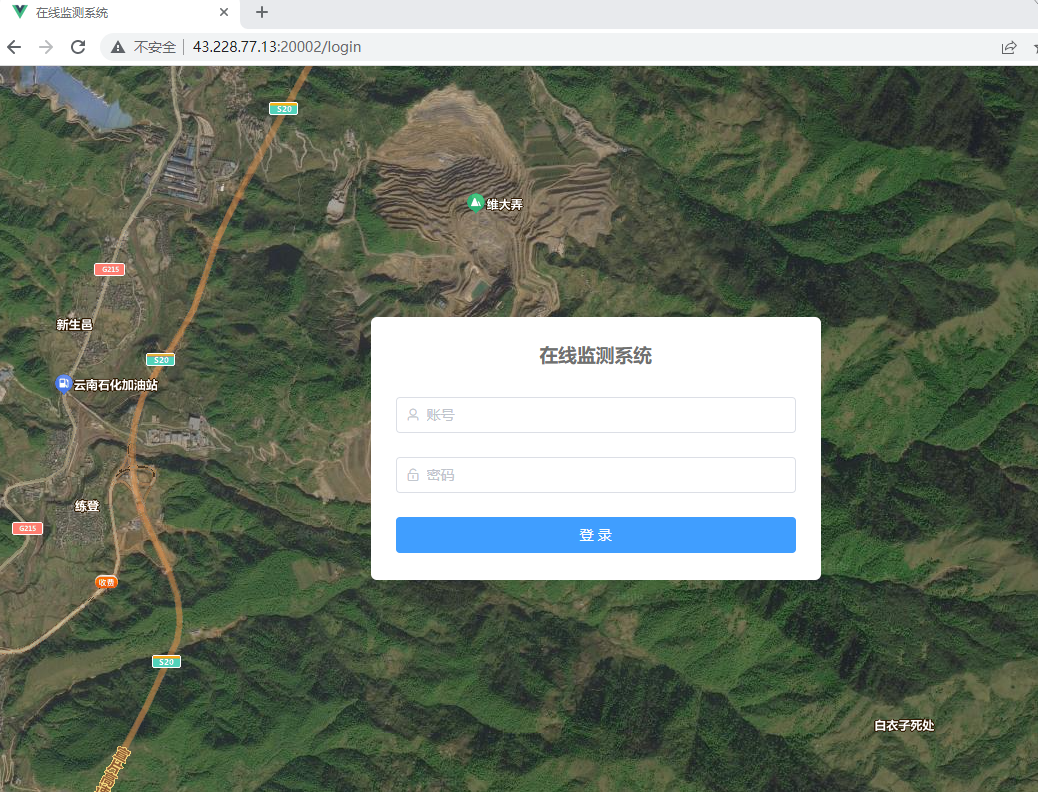 在线监测系统
不安全 | 43.228.77.13:20002/login
S20
维大弄
G215
新生邑
S20
云南石化加油站
在线监测系统
账号
密码
登 录
练登
G215
收费
S20
白衣子死处